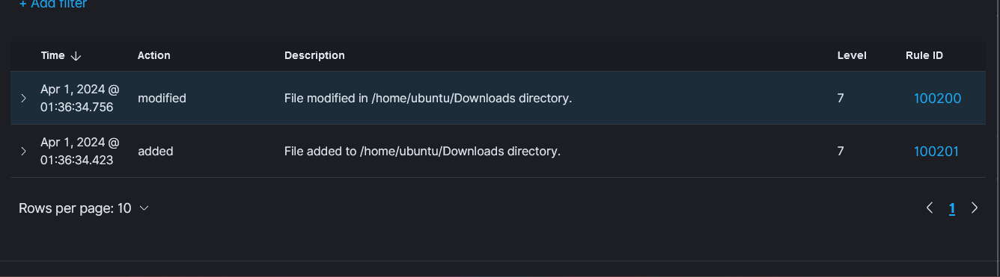 + Add filter
Time Action Description Level Rule ID
Apr 1, 2024 @
01:36:34.756 modified File modified in /home/ubuntu/Downloads directory. 7 100200
Apr 1, 2024 @
01:36:34.423 added File added to /home/ubuntu/Downloads directory. 7 100201
Rows per page: 10 1